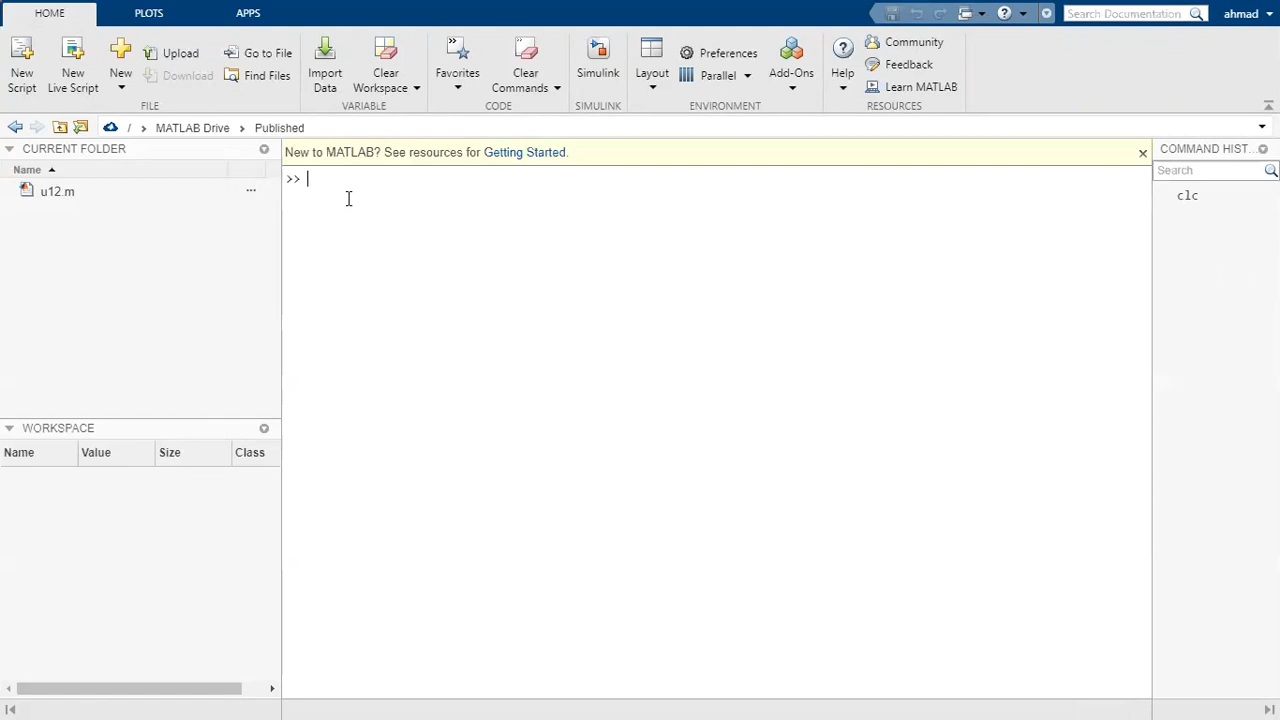 HOME PLOTS APPS
Search Documentation ahmad
New Script
New Live Script
New
Upload
Download
Go to File
Find Files
FILE
Import Data
Clear Workspace
VARIABLE
Favorites
Clear Commands
CODE
Simulink
SIMULINK
Layout
Preferences
Parallel
Add-Ons
ENVIRONMENT
Help
Community
Feedback
Learn MATLAB
RESOURCES
/ MATLAB Drive Published
CURRENT FOLDER
Name
u12.m
New to MATLAB? See resources for Getting Started.
>>
COMMAND HIST...
Search
clc
WORKSPACE
Name Value Size Class